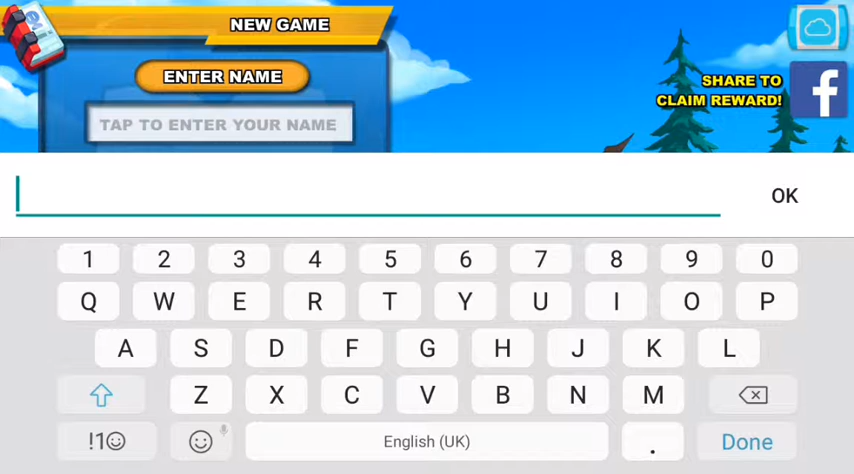 NEW GAME
ENTER NAME
TAP TO ENTER YOUR NAME
SHARE TO
CLAIM REWARD!
f
OK
1 2 3 4 5 6 7 8 9 0
Q W E R T Y U I O P
A S D F G H J K L
Z X C V B N M
!1☺ English (UK) . Done